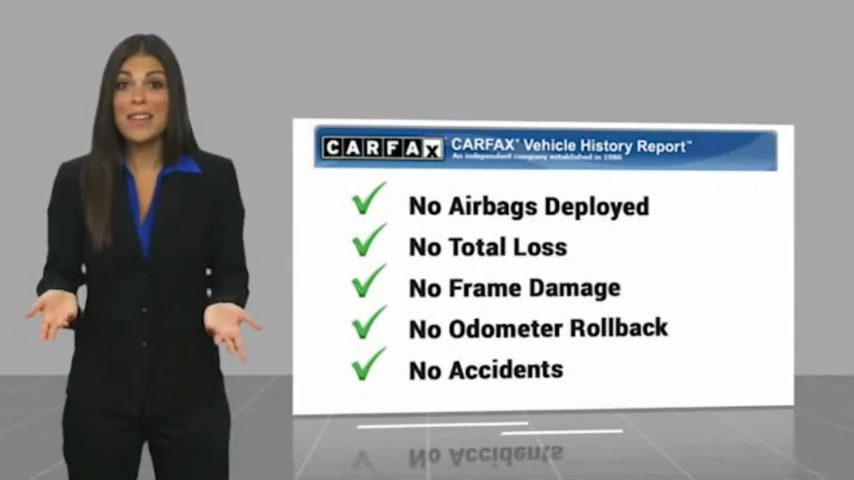 CARFAX CARFAX® Vehicle History Report™
An independent company established in 1986
No Airbags Deployed
No Total Loss
No Frame Damage
No Odometer Rollback
No Accidents
No Accidents